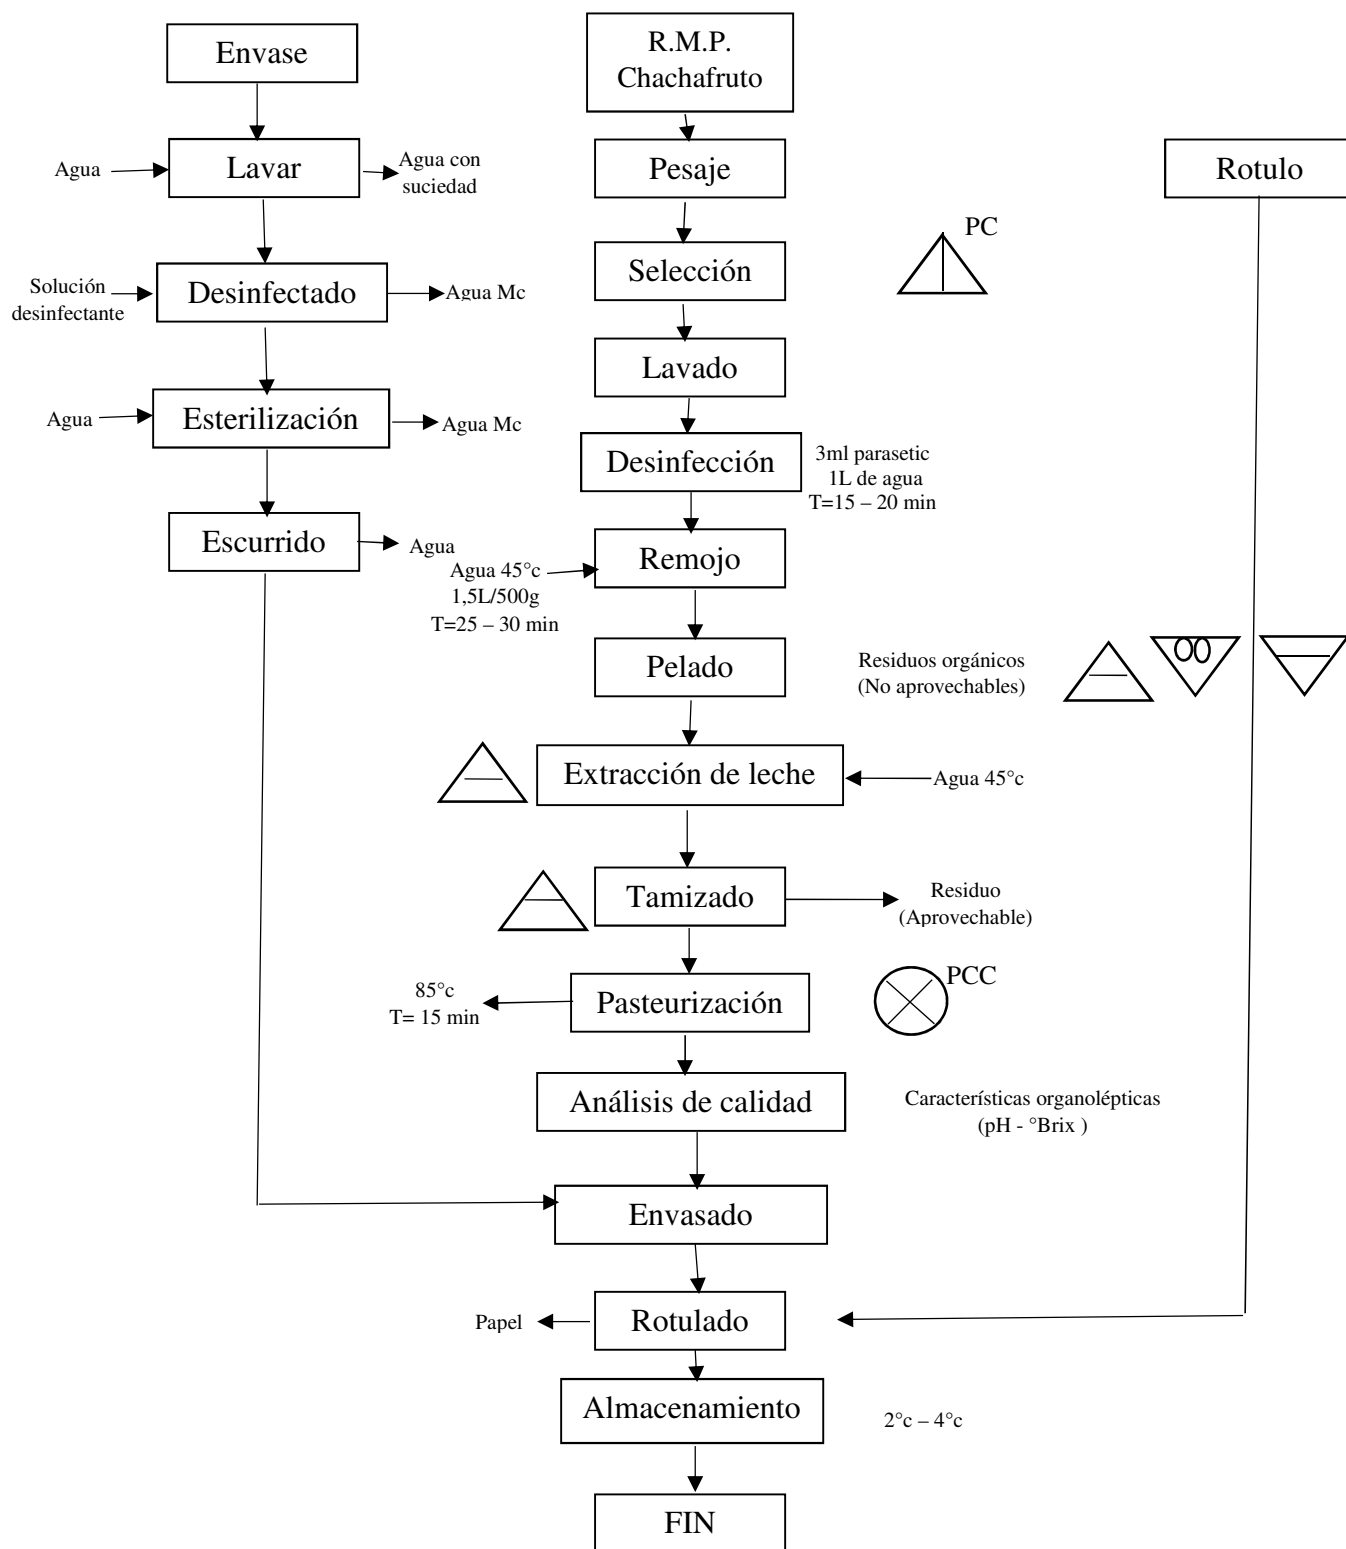 Envase
R.M.P.
Chachafruto
Agua
Lavar
Agua con
suciedad
Pesaje
Rotulo
PC
Selección
Solución
desinfectante
Desinfectado
Agua Mc
Lavado
Agua
Esterilización
Agua Mc
Desinfección
3ml parasetic
1L de agua
T=15 – 20 min
Escurrido
Agua
Agua 45°c
1,5L/500g
T=25 – 30 min
Remojo
Pelado
Residuos orgánicos
(No aprovechables)
Extracción de leche
Agua 45°c
Tamizado
Residuo
(Aprovechable)
85°c
T= 15 min
Pasteurización
PCC
Análisis de calidad
Características organolépticas
(pH - °Brix )
Envasado
Papel
Rotulado
Almacenamiento
2°c – 4°c
FIN